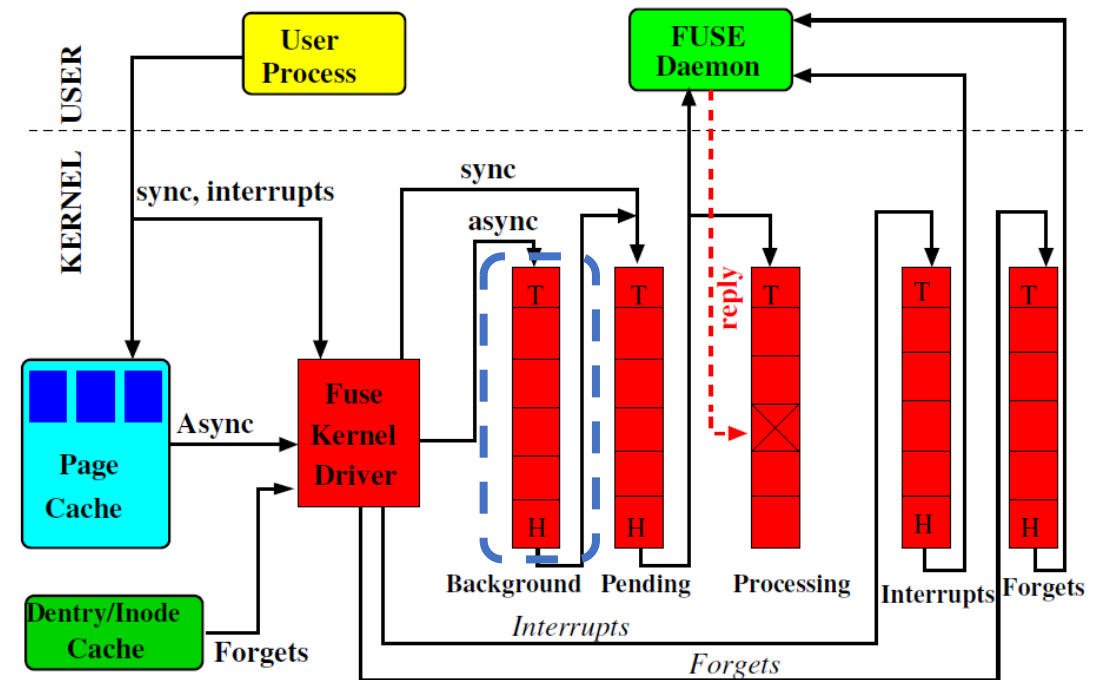 User
Process
FUSE
Daemon
USER
KERNEL
sync, interrupts
sync
async
reply
T
T
T
T
T
Fuse
Kernel
Driver
Async
Page
Cache
H
H
H
H
Background
Pending
Processing
Interrupts
Forgets
Dentry/Inode
Cache
Forgets
Interrupts
Forgets